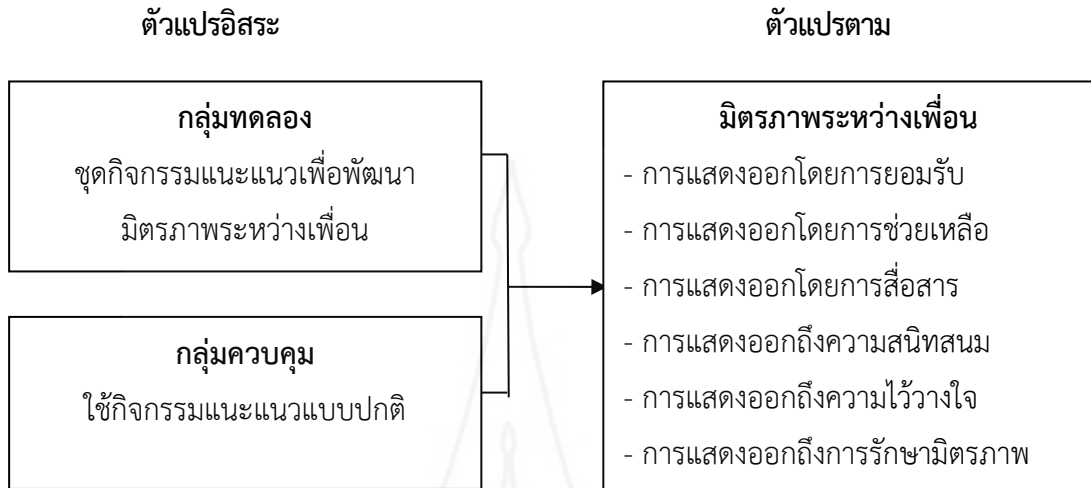 ตัวแปรอิสระ
ตัวแปรตาม
กลุ่มทดลอง
ชุดกิจกรรมแนะแนวเพื่อพัฒนา
มิตรภาพระหว่างเพื่อน
กลุ่มควบคุม
ใช้กิจกรรมแนะแนวแบบปกติ
มิตรภาพระหว่างเพื่อน
- การแสดงออกโดยการยอมรับ
- การแสดงออกโดยการช่วยเหลือ
- การแสดงออกโดยการสื่อสาร
- การแสดงออกถึงความสนิทสนม
- การแสดงออกถึงความไว้วางใจ
- การแสดงออกถึงการรักษามิตรภาพ